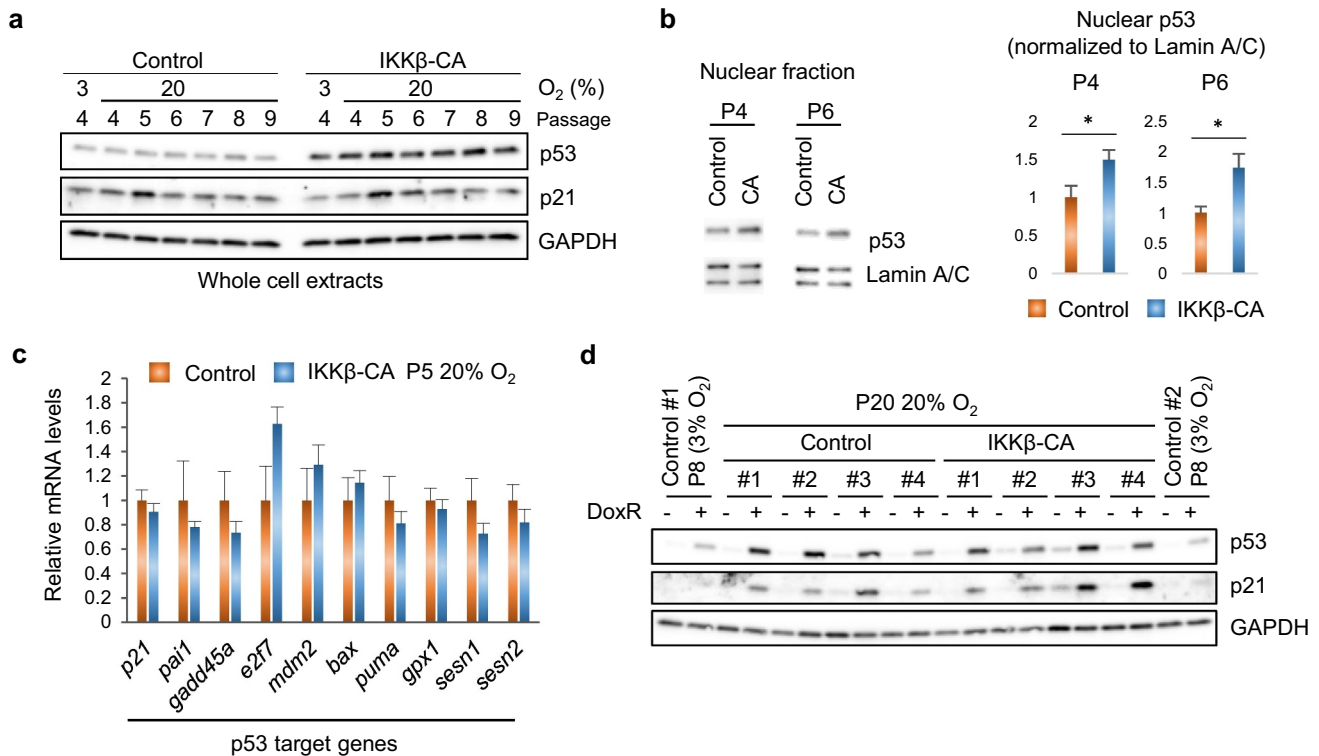 a
Control IKKβ-CA
3 20 3 20 O₂ (%)
4 4 5 6 7 8 9 4 4 5 6 7 8 9 Passage
p53
p21
GAPDH
Whole cell extracts
b
Nuclear fraction
P4 P6
Control CA Control CA
p53
Lamin A/C
Nuclear p53
(normalized to Lamin A/C)
P4
2
1.5
1
0.5
0
*
P6
2.5
2
1.5
1
0.5
0
*
Control IKKβ-CA
c
Control IKKβ-CA P5 20% O₂
Relative mRNA levels
2
1.8
1.6
1.4
1.2
1
0.8
0.6
0.4
0.2
0
p21 pai1 gadd45a e2f7 mdm2 bax puma gpx1 sesn1 sesn2
p53 target genes
d
Control #1
P8 (3% O₂)
P20 20% O₂
Control IKKβ-CA
#1 #2 #3 #4 #1 #2 #3 #4
Control #2
P8 (3% O₂)
DoxR - + - + - + - + - + - + - + - + - + - +
p53
p21
GAPDH